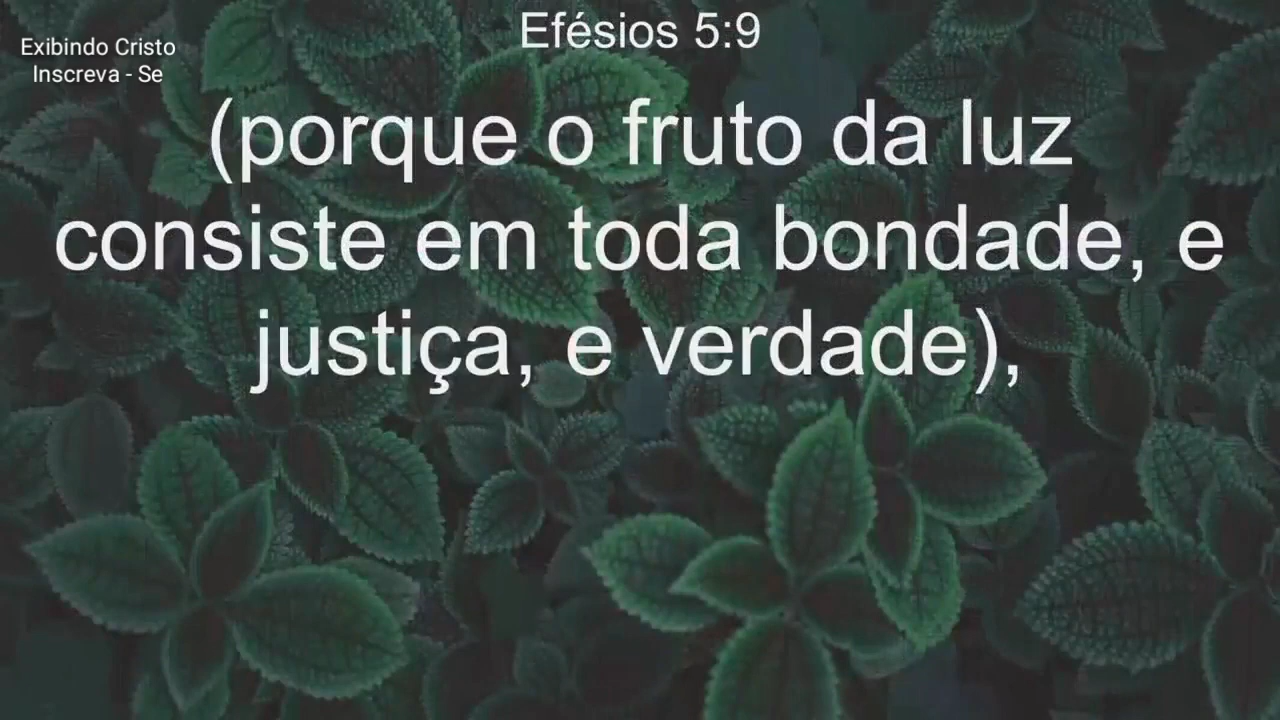 Efésios 5:9
Exibindo Cristo
Inscreva - Se
(porque o fruto da luz
consiste em toda bondade, e
justiça, e verdade),